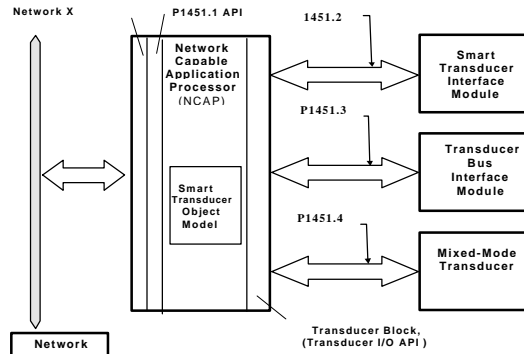 Network X
P1451.1 API
Network
Capable
Application
Processor
(NCAP)
Smart
Transducer
Object
Model
1451.2
Smart
Transducer
Interface
Module
P1451.3
Transducer
Bus
Interface
Module
P1451.4
Mixed-Mode
Transducer
Transducer Block,
(Transducer I/O API )
Network